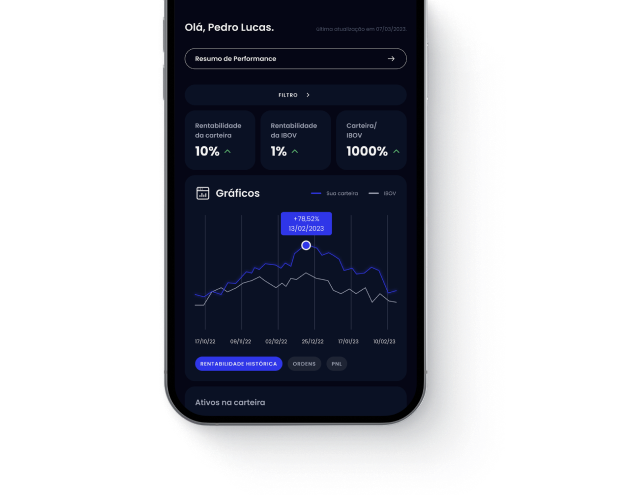 Olá, Pedro Lucas.
Última atualização em 07/03/2023.
Resumo de Performance
FILTRO
Rentabilidade da carteira
10%
Rentabilidade da IBOV
1%
Carteira/ IBOV
1000%
Gráficos
Sua carteira
IBOV
+78,52%
13/02/2023
17/10/22 09/11/22 02/12/22 25/12/22 17/01/23 10/02/23
RENTABILIDADE HISTÓRICA
ORDENS
PNL
Ativos na carteira